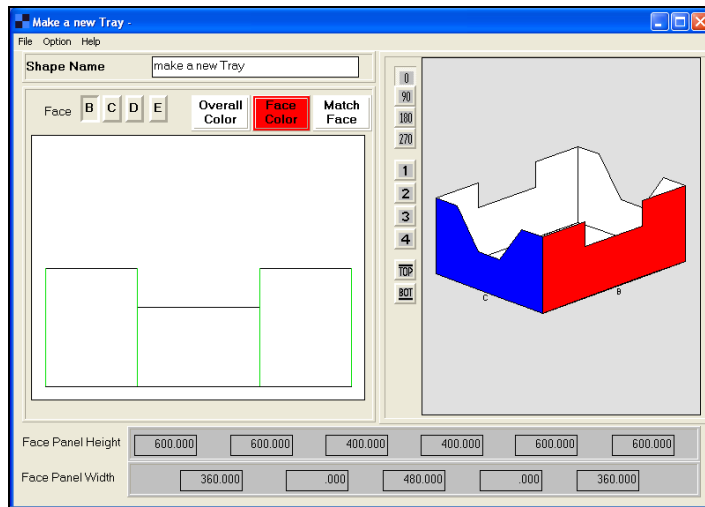 Make a new Tray -
File Option Help
Shape Name make a new Tray
Face B C D E Overall Color Face Color Match Face
0
90
180
270
1
2
3
4
TOP
BOT
C
B
Face Panel Height 600.000 600.000 400.000 400.000 600.000 600.000
Face Panel Width 360.000 .000 480.000 .000 360.000